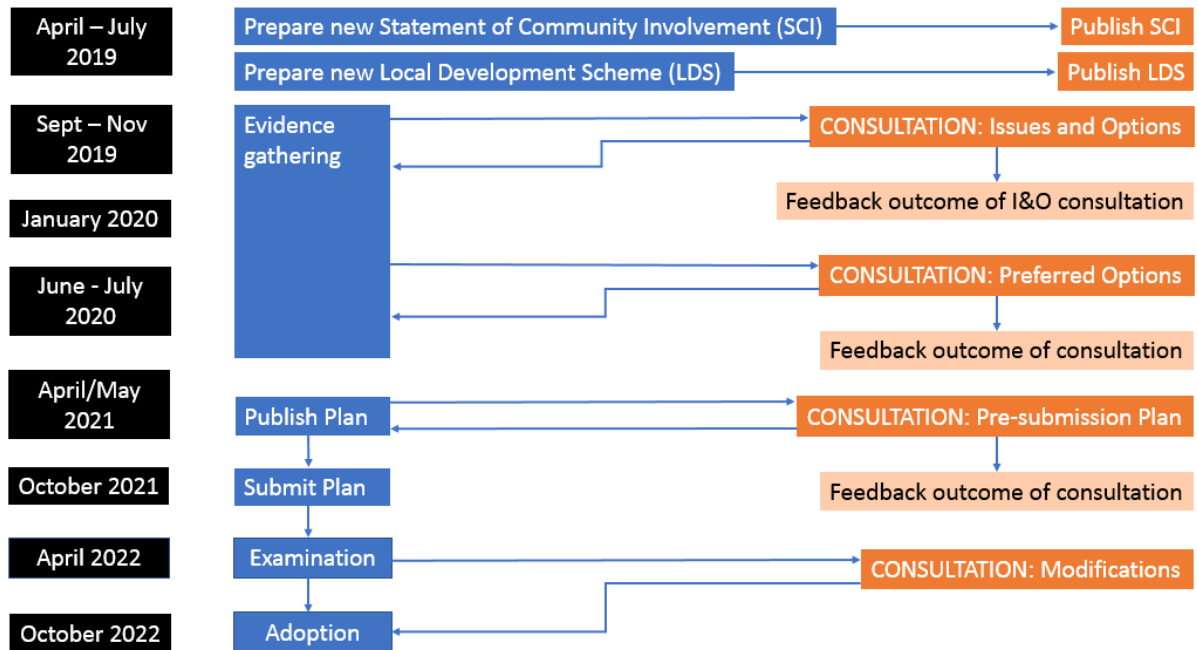 April – July
2019
Prepare new Statement of Community Involvement (SCI)
Publish SCI
Prepare new Local Development Scheme (LDS)
Publish LDS
Sept – Nov
2019
Evidence
gathering
CONSULTATION: Issues and Options
Feedback outcome of I&O consultation
January 2020
June - July
2020
CONSULTATION: Preferred Options
Feedback outcome of consultation
April/May
2021
Publish Plan
CONSULTATION: Pre-submission Plan
October 2021
Submit Plan
Feedback outcome of consultation
April 2022
Examination
CONSULTATION: Modifications
October 2022
Adoption